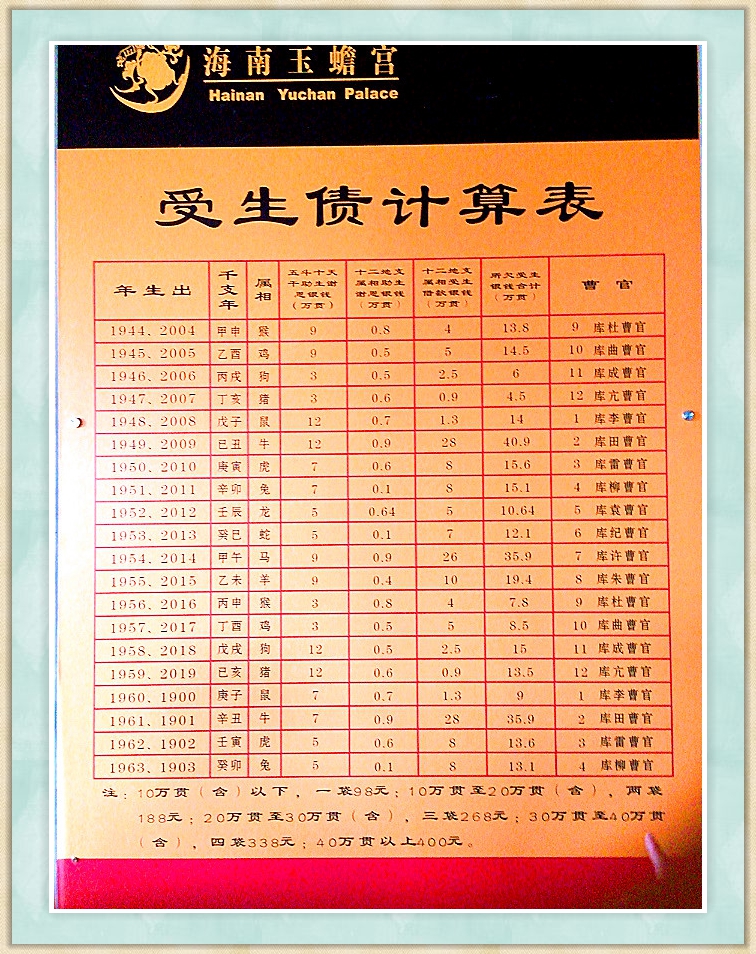 海南玉蟾宫
Hainan Yuchan Palace
受生债计算表
年生出 干支年 属相 五斗十天干助生谢恩银钱（万贯） 十二地支属相助生谢恩银钱（万贯） 十二地支属相受生借款银钱（万贯） 所欠受生银钱合计（万贯） 曹官
1944、2004 甲申 猴 9 0.8 4 13.8 9 库杜曹官
1945、2005 乙酉 鸡 9 0.5 5 14.5 10 库曲曹官
1946、2006 丙戌 狗 3 0.5 2.5 6 11 库成曹官
1947、2007 丁亥 猪 3 0.6 0.9 4.5 12 库亢曹官
1948、2008 戊子 鼠 12 0.7 1.3 14 1 库李曹官
1949、2009 已丑 牛 12 0.9 28 40.9 2 库田曹官
1950、2010 庚寅 虎 7 0.6 8 15.6 3 库雷曹官
1951、2011 辛卯 兔 7 0.1 8 15.1 4 库柳曹官
1952、2012 壬辰 龙 5 0.64 5 10.64 5 库袁曹官
1953、2013 癸巳 蛇 5 0.1 7 12.1 6 库纪曹官
1954、2014 甲午 马 9 0.9 26 35.9 7 库许曹官
1955、2015 乙未 羊 9 0.4 10 19.4 8 库朱曹官
1956、2016 丙申 猴 3 0.8 4 7.8 9 库杜曹官
1957、2017 丁酉 鸡 3 0.5 5 8.5 10 库曲曹官
1958、2018 戊戌 狗 12 0.5 2.5 15 11 库成曹官
1959、2019 已亥 猪 12 0.6 0.9 13.5 12 库亢曹官
1960、1900 庚子 鼠 7 0.7 1.3 9 1 库李曹官
1961、1901 辛丑 牛 7 0.9 28 35.9 2 库田曹官
1962、1902 壬寅 虎 5 0.6 8 13.6 3 库雷曹官
1963、1903 癸卯 兔 5 0.1 8 13.1 4 库柳曹官
注：10万贯（含）以下，一袋98元；10万贯至20万贯（含），两袋
188元；20万贯至30万贯（含），三袋268元；30万贯至40万贯
（含），四袋338元；40万贯以上400元。